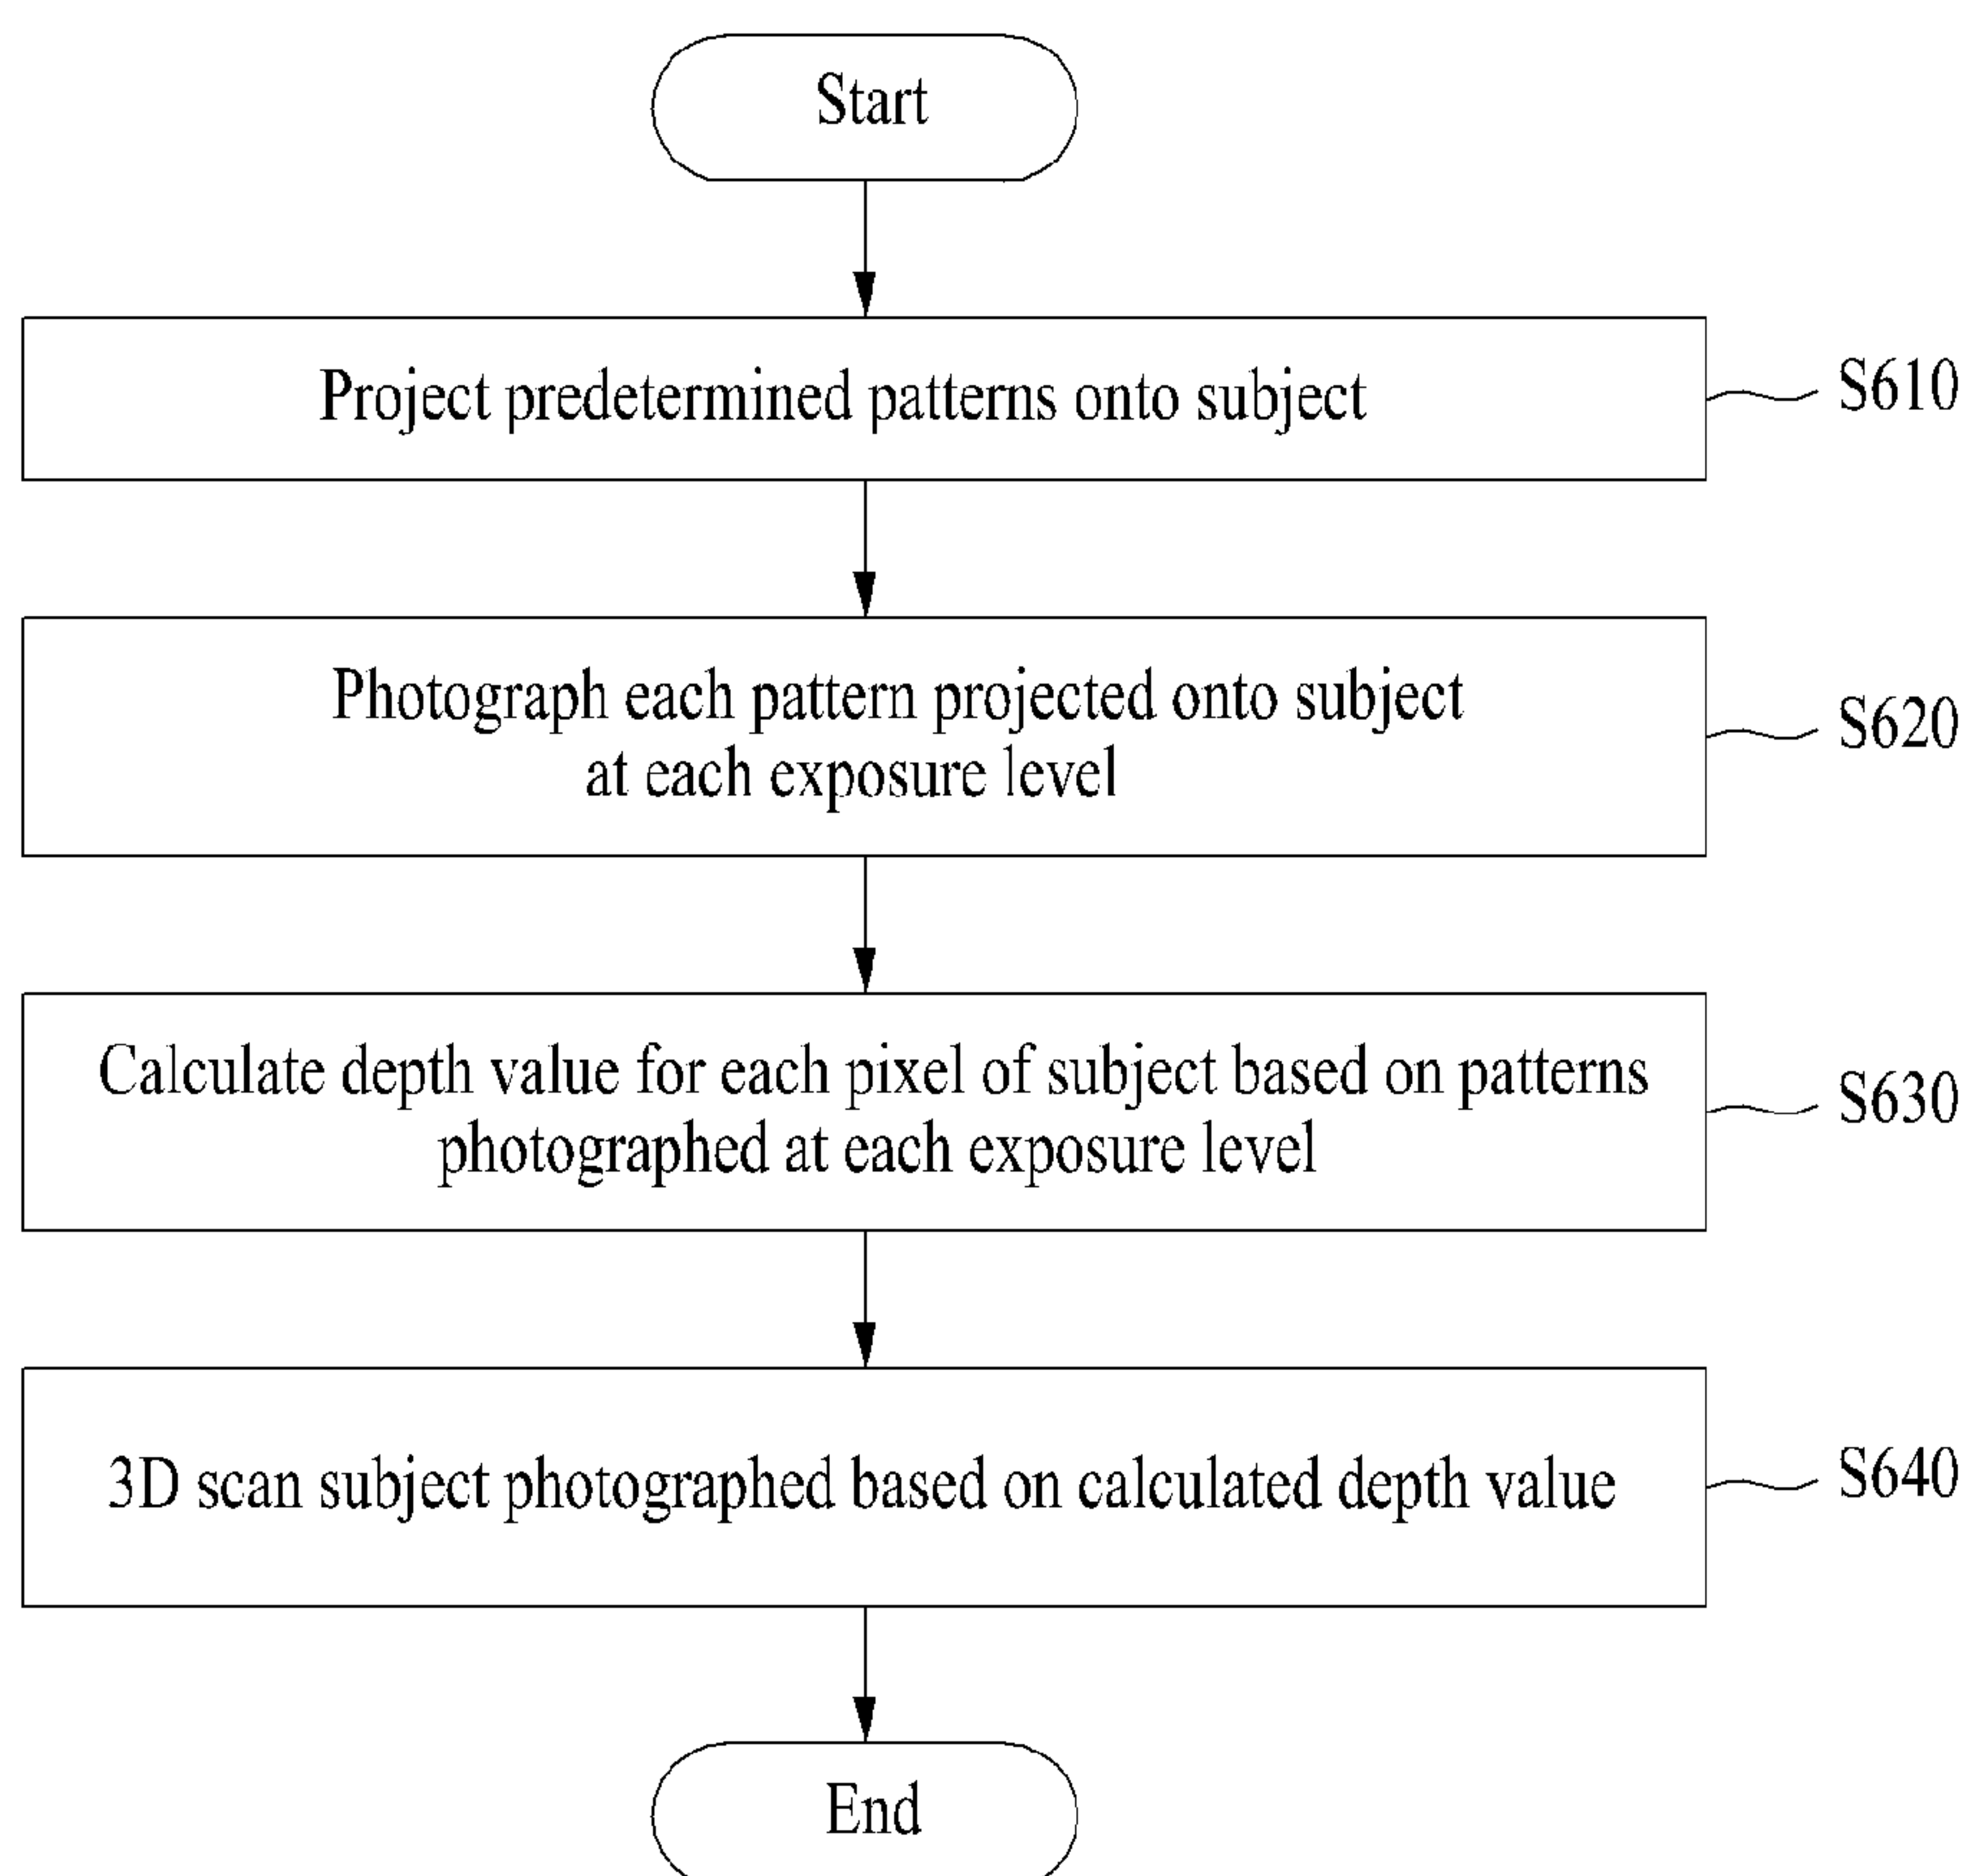 Start
Project predetermined patterns onto subject
S610
Photograph each pattern projected onto subject
at each exposure level
S620
Calculate depth value for each pixel of subject based on patterns
photographed at each exposure level
S630
3D scan subject photographed based on calculated depth value
S640
End